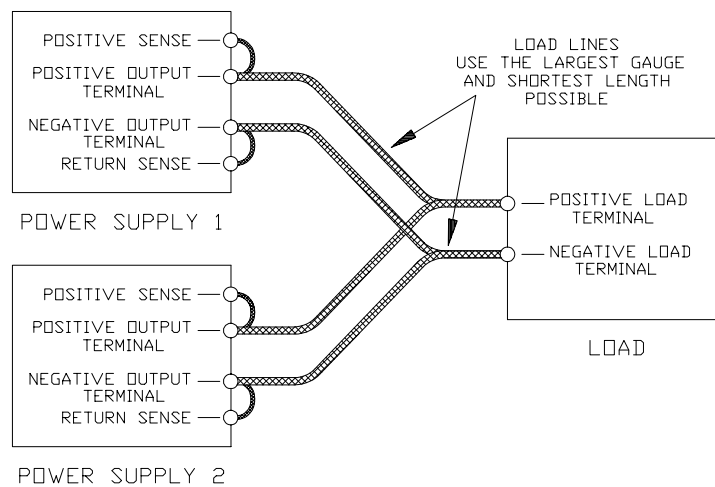 POSITIVE SENSE
POSITIVE OUTPUT
TERMINAL
NEGATIVE OUTPUT
TERMINAL
RETURN SENSE
POWER SUPPLY 1
LOAD LINES
USE THE LARGEST GAUGE
AND SHORTEST LENGTH
POSSIBLE
POSITIVE LOAD
TERMINAL
NEGATIVE LOAD
TERMINAL
LOAD
POSITIVE SENSE
POSITIVE OUTPUT
TERMINAL
NEGATIVE OUTPUT
TERMINAL
RETURN SENSE
POWER SUPPLY 2